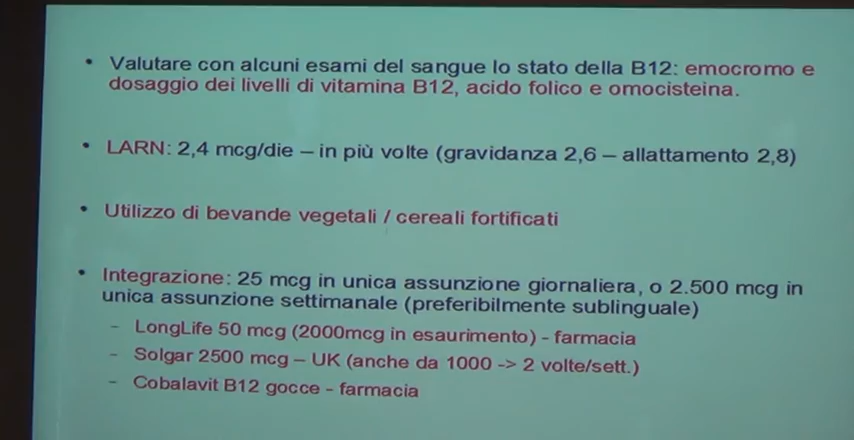 • Valutare con alcuni esami del sangue lo stato della B12: emocromo e
dosaggio dei livelli di vitamina B12, acido folico e omocisteina.
• LARN: 2,4 mcg/die – in più volte (gravidanza 2,6 – allattamento 2,8)
• Utilizzo di bevande vegetali / cereali fortificati
• Integrazione: 25 mcg in unica assunzione giornaliera, o 2.500 mcg in
unica assunzione settimanale (preferibilmente sublinguale)
– LongLife 50 mcg (2000mcg in esaurimento) - farmacia
– Solgar 2500 mcg – UK (anche da 1000 -> 2 volte/sett.)
– Cobalavit B12 gocce - farmacia